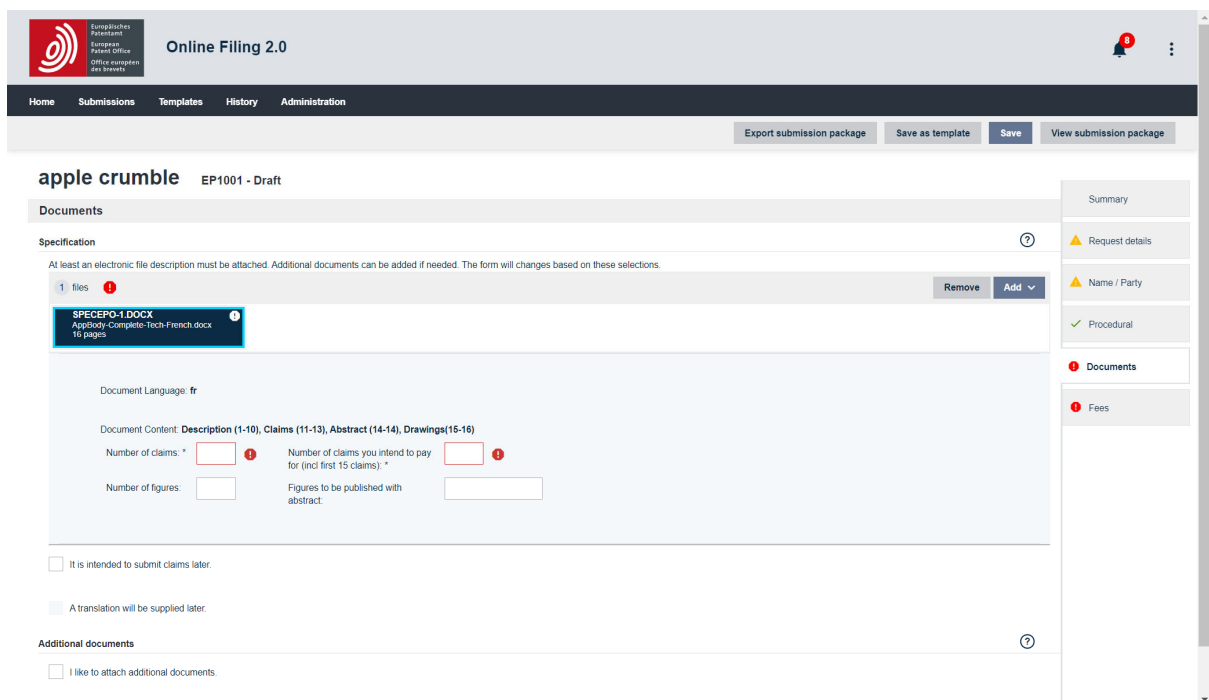 Europäisches
Patentamt
European
Patent Office
Office européen
des brevets
Online Filing 2.0
8
Home Submissions Templates History Administration
Export submission package Save as template Save View submission package
apple crumble EP1001 - Draft
Documents
Specification ?
At least an electronic file description must be attached. Additional documents can be added if needed. The form will changes based on these selections.
1 files ! Remove Add
SPECEPO-1.DOCX !
AppBody-Complete-Tech-French.docx
16 pages
Document Language: fr
Document Content: Description (1-10), Claims (11-13), Abstract (14-14), Drawings(15-16)
Number of claims: * ! Number of claims you intend to pay
for (incl first 15 claims): * !
Number of figures: Figures to be published with
abstract:
It is intended to submit claims later.
A translation will be supplied later.
Additional documents ?
I like to attach additional documents.
Summary
Request details
Name / Party
Procedural
! Documents
! Fees